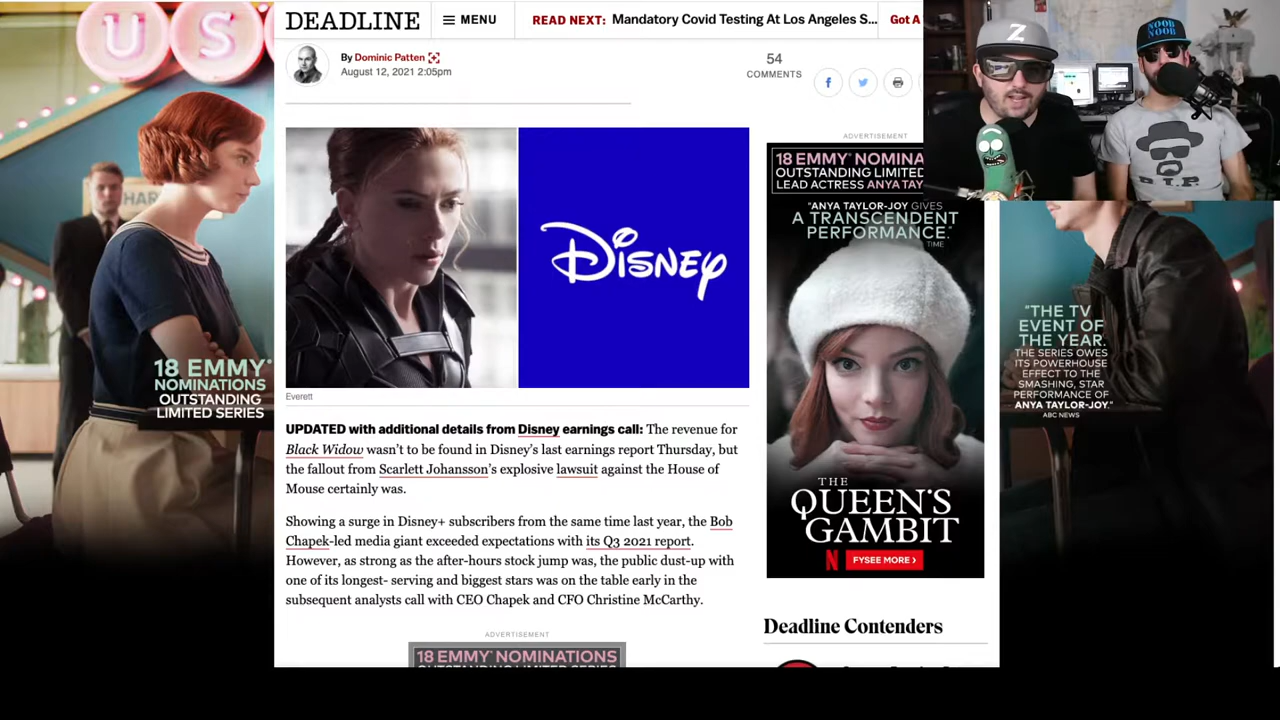 DEADLINE
MENU
READ NEXT: Mandatory Covid Testing At Los Angeles S...
Got A
By Dominic Patten
August 12, 2021 2:05pm
54
COMMENTS
Everett
UPDATED with additional details from Disney earnings call: The revenue for
Black Widow wasn't to be found in Disney's last earnings report Thursday, but
the fallout from Scarlett Johansson's explosive lawsuit against the House of
Mouse certainly was.
Showing a surge in Disney+ subscribers from the same time last year, the Bob
Chapek-led media giant exceeded expectations with its Q3 2021 report.
However, as strong as the after-hours stock jump was, the public dust-up with
one of its longest- serving and biggest stars was on the table early in the
subsequent analysts call with CEO Chapek and CFO Christine McCarthy.
ADVERTISEMENT
18 EMMY® NOMINATIONS
OUTSTANDING LIMITED SERIES
DISNEY
US
HAR
18 EMMY®
NOMINATIONS
OUTSTANDING
LIMITED SERIES
ADVERTISEMENT
18 EMMY® NOMINA
OUTSTANDING LIMITED
LEAD ACTRESS ANYA TAY
"ANYA TAYLOR-JOY GIVES
A TRANSCENDENT
PERFORMANCE."
TIME
THE
QUEEN'S
GAMBIT
N
FYSEE MORE >
Deadline Contenders
"THE TV
EVENT OF
THE YEAR.
THE SERIES OWES
ITS POWERHOUSE
EFFECT TO THE
SMASHING, STAR
PERFORMANCE OF
ANYA TAYLOR-JOY."
ABC NEWS
Z
NOOB
NOOB
R.I.P.